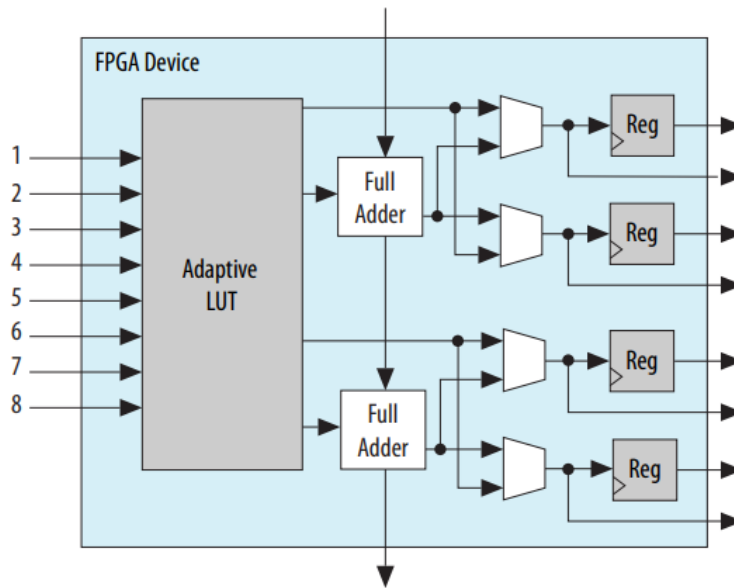 FPGA Device
1
2
3
4
5
6
7
8
Adaptive
LUT
Full
Adder
Full
Adder
Reg
Reg
Reg
Reg